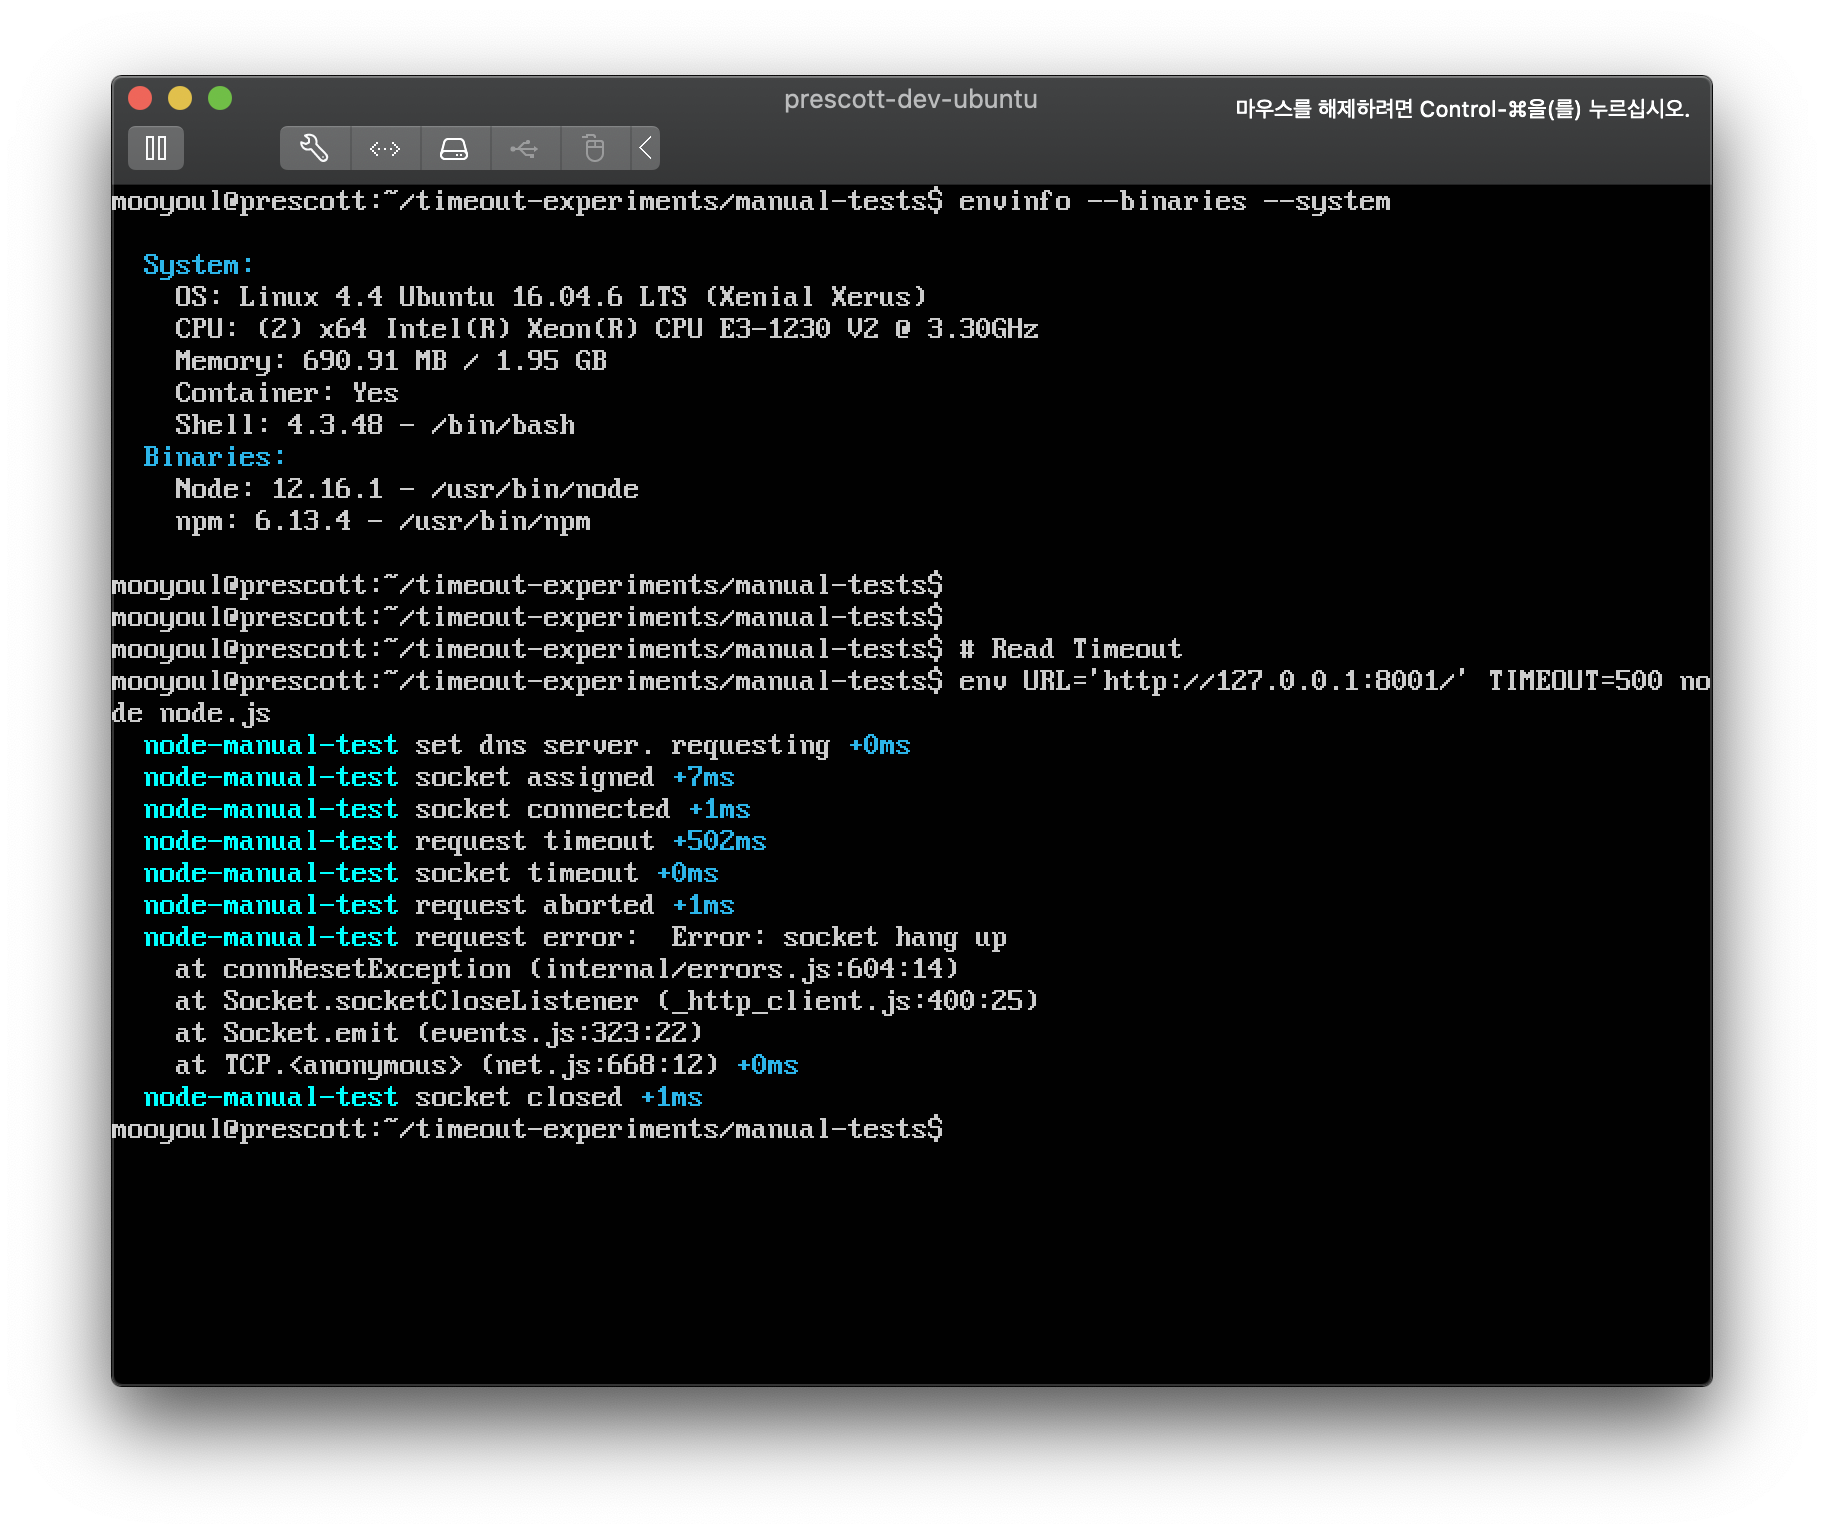 prescott-dev-ubuntu
마우스를 해제하려면 Control-⌘을(를) 누르십시오.
mooyoul@prescott:~/timeout-experiments/manual-tests$ envinfo --binaries --system
System:
OS: Linux 4.4 Ubuntu 16.04.6 LTS (Xenial Xerus)
CPU: (2) x64 Intel(R) Xeon(R) CPU E3-1230 V2 @ 3.30GHz
Memory: 690.91 MB / 1.95 GB
Container: Yes
Shell: 4.3.48 - /bin/bash
Binaries:
Node: 12.16.1 - /usr/bin/node
npm: 6.13.4 - /usr/bin/npm
mooyoul@prescott:~/timeout-experiments/manual-tests$
mooyoul@prescott:~/timeout-experiments/manual-tests$
mooyoul@prescott:~/timeout-experiments/manual-tests$ # Read Timeout
mooyoul@prescott:~/timeout-experiments/manual-tests$ env URL='http://127.0.0.1:8001/' TIMEOUT=500 no
de node.js
node-manual-test set dns server. requesting +0ms
node-manual-test socket assigned +7ms
node-manual-test socket connected +1ms
node-manual-test request timeout +502ms
node-manual-test socket timeout +0ms
node-manual-test request aborted +1ms
node-manual-test request error:  Error: socket hang up
at connResetException (internal/errors.js:604:14)
at Socket.socketCloseListener (_http_client.js:400:25)
at Socket.emit (events.js:323:22)
at TCP.<anonymous> (net.js:668:12) +0ms
node-manual-test socket closed +1ms
mooyoul@prescott:~/timeout-experiments/manual-tests$